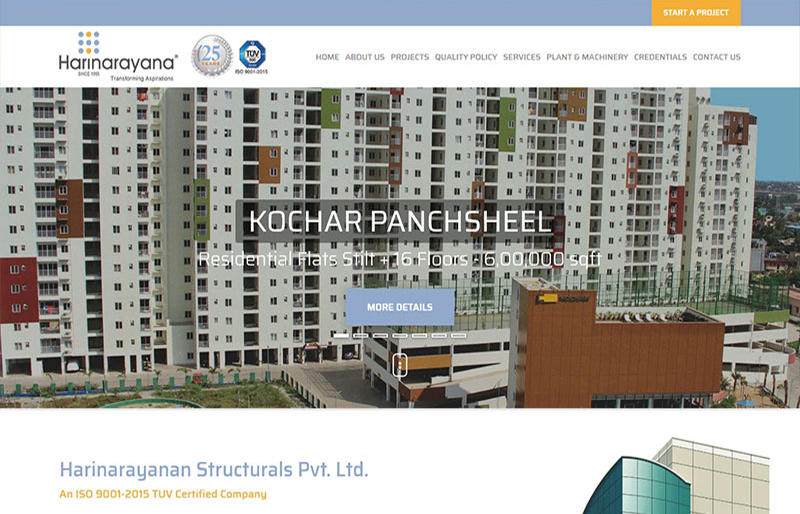 START A PROJECT
Harinarayana®
SINCE 1995
Transforming Aspirations
25
YEARS
TÜV
ISO 9001-2015
HOME ABOUT US PROJECTS QUALITY POLICY SERVICES PLANT & MACHINERY CREDENTIALS CONTACT US
KOCHAR PANCHSHEEL
Residential Flats Stilt + 16 Floors - 6,00,000 sqft
MORE DETAILS
KOCHAR
Harinarayanan Structurals Pvt. Ltd.
An ISO 9001-2015 TUV Certified Company